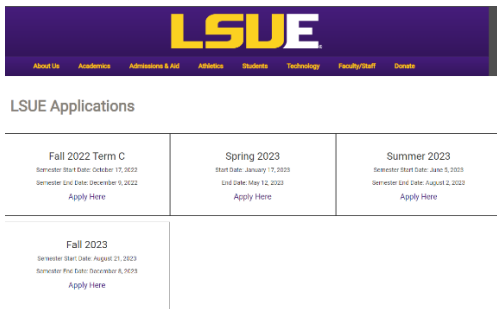 LSUE
About Us Academics Admissions & Aid Athletics Students Technology Faculty/Staff Donate
LSUE Applications
Fall 2022 Term C
Semester Start Date: October 17, 2022
Semester End Date: December 9, 2022
Apply Here
Spring 2023
Start Date: January 17, 2023
End Date: May 12, 2023
Apply Here
Summer 2023
Semester Start Date: June 5, 2023
Semester End Date: August 2, 2023
Apply Here
Fall 2023
Semester Start Date: August 21, 2023
Semester End Date: December 8, 2023
Apply Here